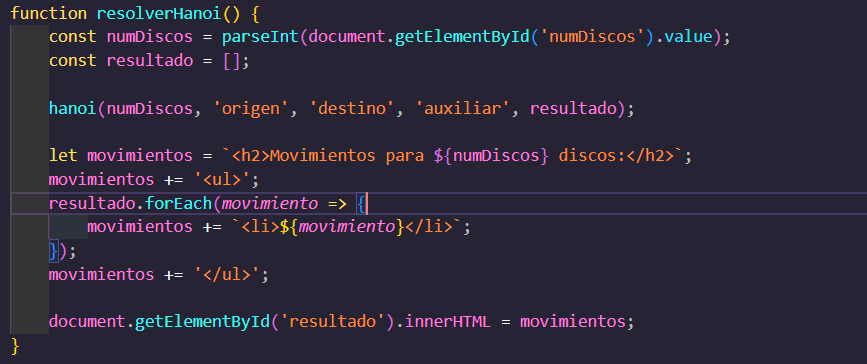 function resolverHanoi() {
    const numDiscos = parseInt(document.getElementById('numDiscos').value);
    const resultado = [];

    hanoi(numDiscos, 'origen', 'destino', 'auxiliar', resultado);

    let movimientos = `<h2>Movimientos para ${numDiscos} discos:</h2>`;
    movimientos += '<ul>';
    resultado.forEach(movimiento => {
        movimientos += `<li>${movimiento}</li>`;
    });
    movimientos += '</ul>';

    document.getElementById('resultado').innerHTML = movimientos;
}